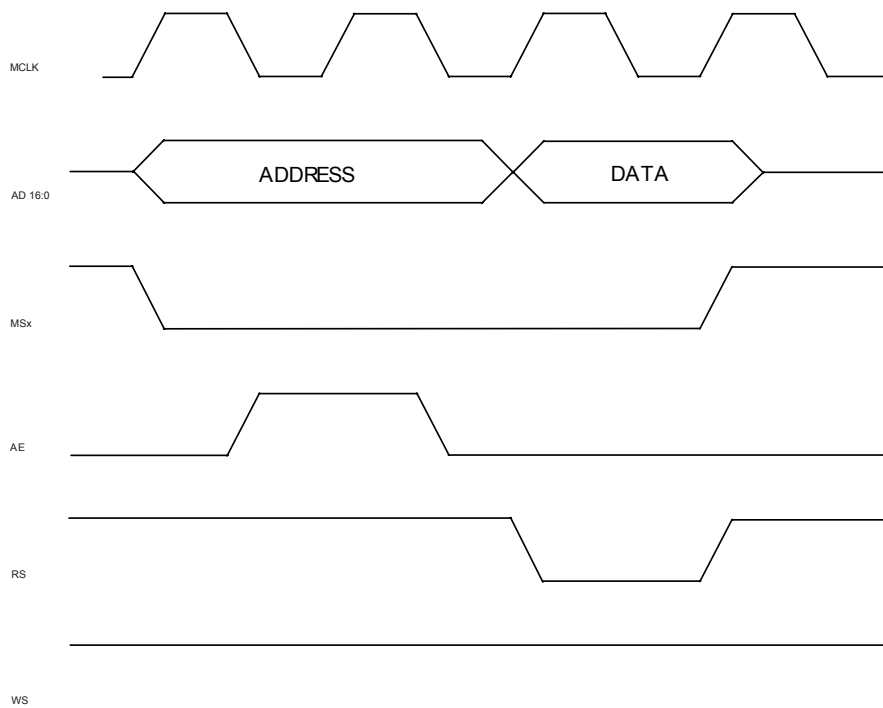 MCLK
AD 16:0
ADDRESS
DATA
MSx
AE
RS
WS